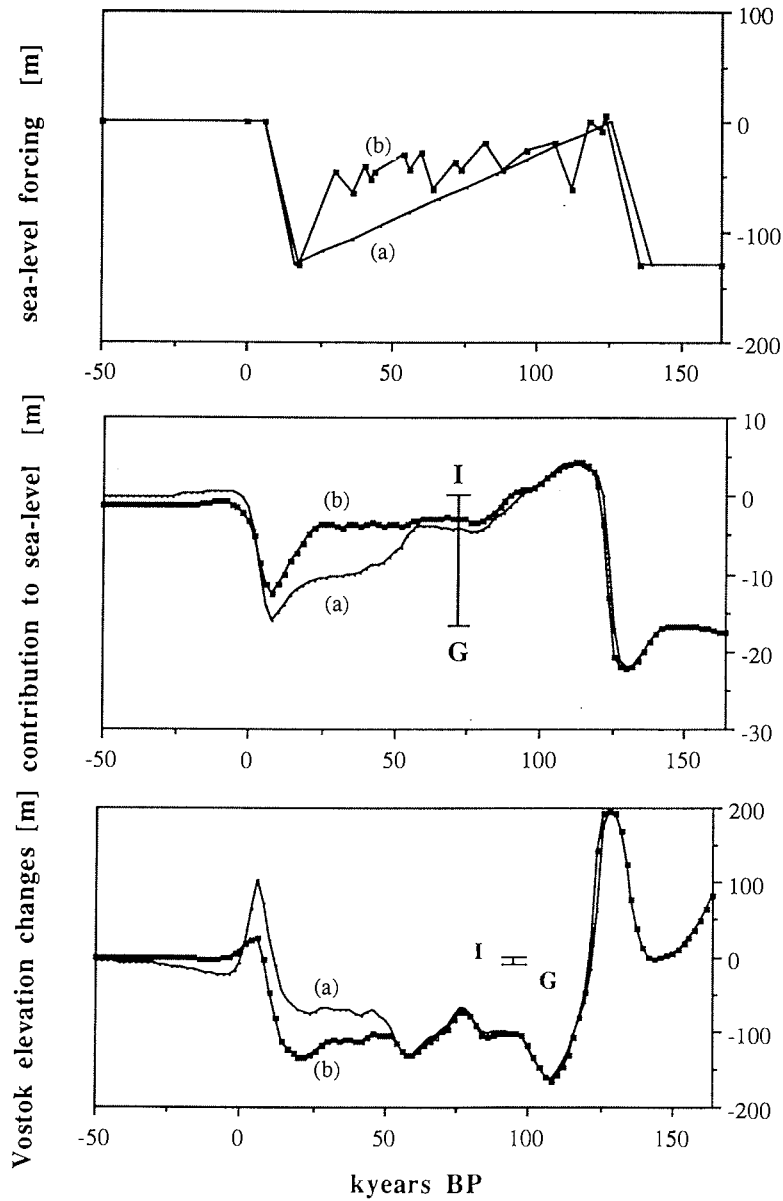 sea-level forcing [m]
100
0
-100
-200
(b)
(a)
-50 0 50 100 150
contribution to sea-level [m]
10
0
-10
-20
-30
I
(b)
(a)
G
-50 0 50 100 150
Vostok elevation changes [m]
200
100
0
-100
-200
I
G
(a)
(b)
-50 0 50 100 150
kyears BP